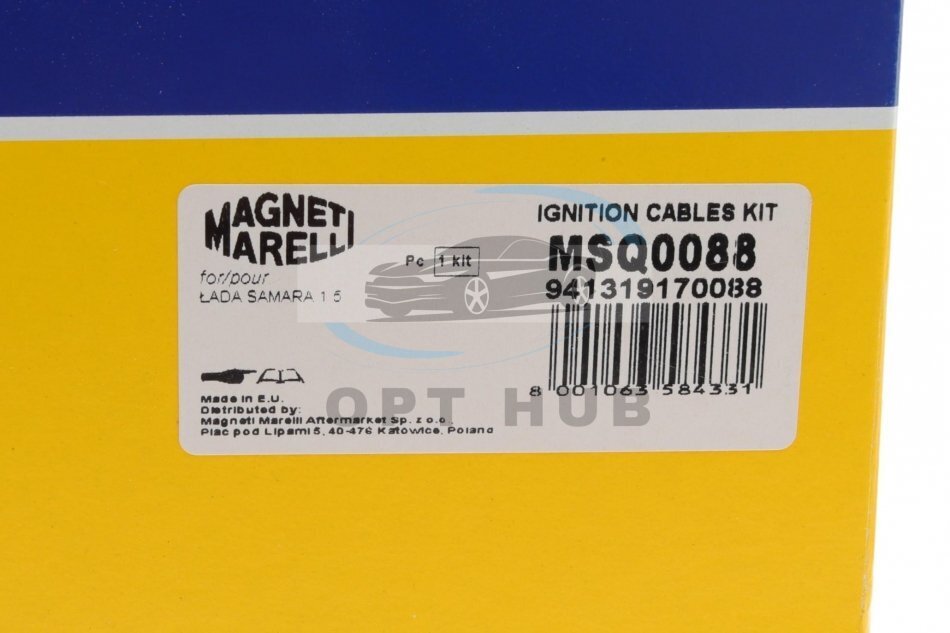 MAGNETI
MARELLI
for/pour
ŁADA SAMARA 1 5
Pc 1 kit
IGNITION CABLES KIT
MSQ0088
941319170088
8 001063 584331
Made in E.U.
Distributed by:
Magneti Marelli Aftermarket Sp. z o.o.,
Plac pod Lipami 5, 40-476 Katowice, Poland
OPT HUB